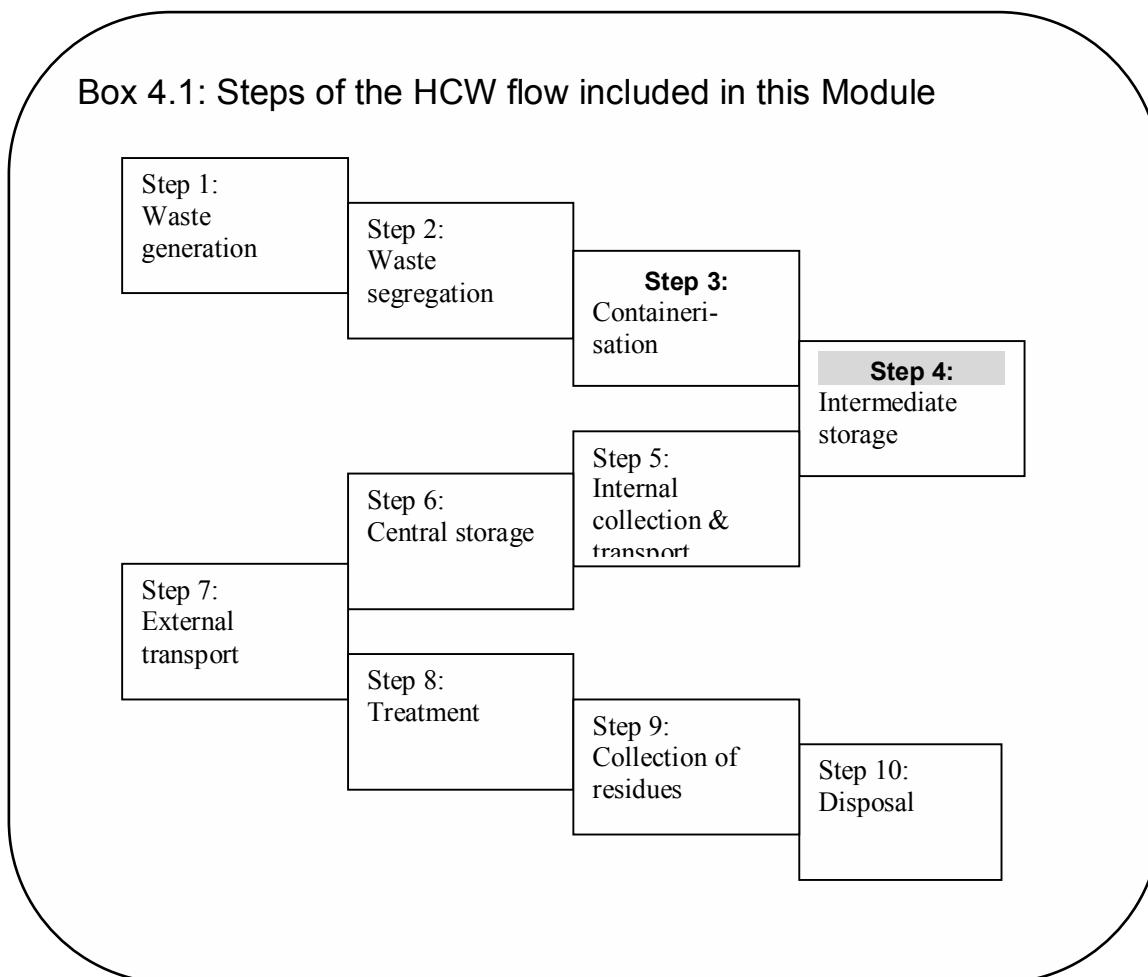 Box 4.1: Steps of the HCW flow included in this Module
Step 1:
Waste
generation
Step 2:
Waste
segregation
Step 3:
Containeri-
sation
Step 4:
Intermediate
storage
Step 5:
Internal
collection &
transport
Step 6:
Central storage
Step 7:
External
transport
Step 8:
Treatment
Step 9:
Collection of
residues
Step 10:
Disposal